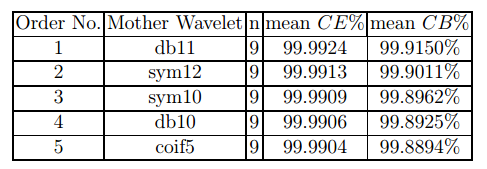 Order No. Mother Wavelet n mean CE% mean CB%
1 db11 9 99.9924 99.9150%
2 sym12 9 99.9913 99.9011%
3 sym10 9 99.9909 99.8962%
4 db10 9 99.9906 99.8925%
5 coif5 9 99.9904 99.8894%